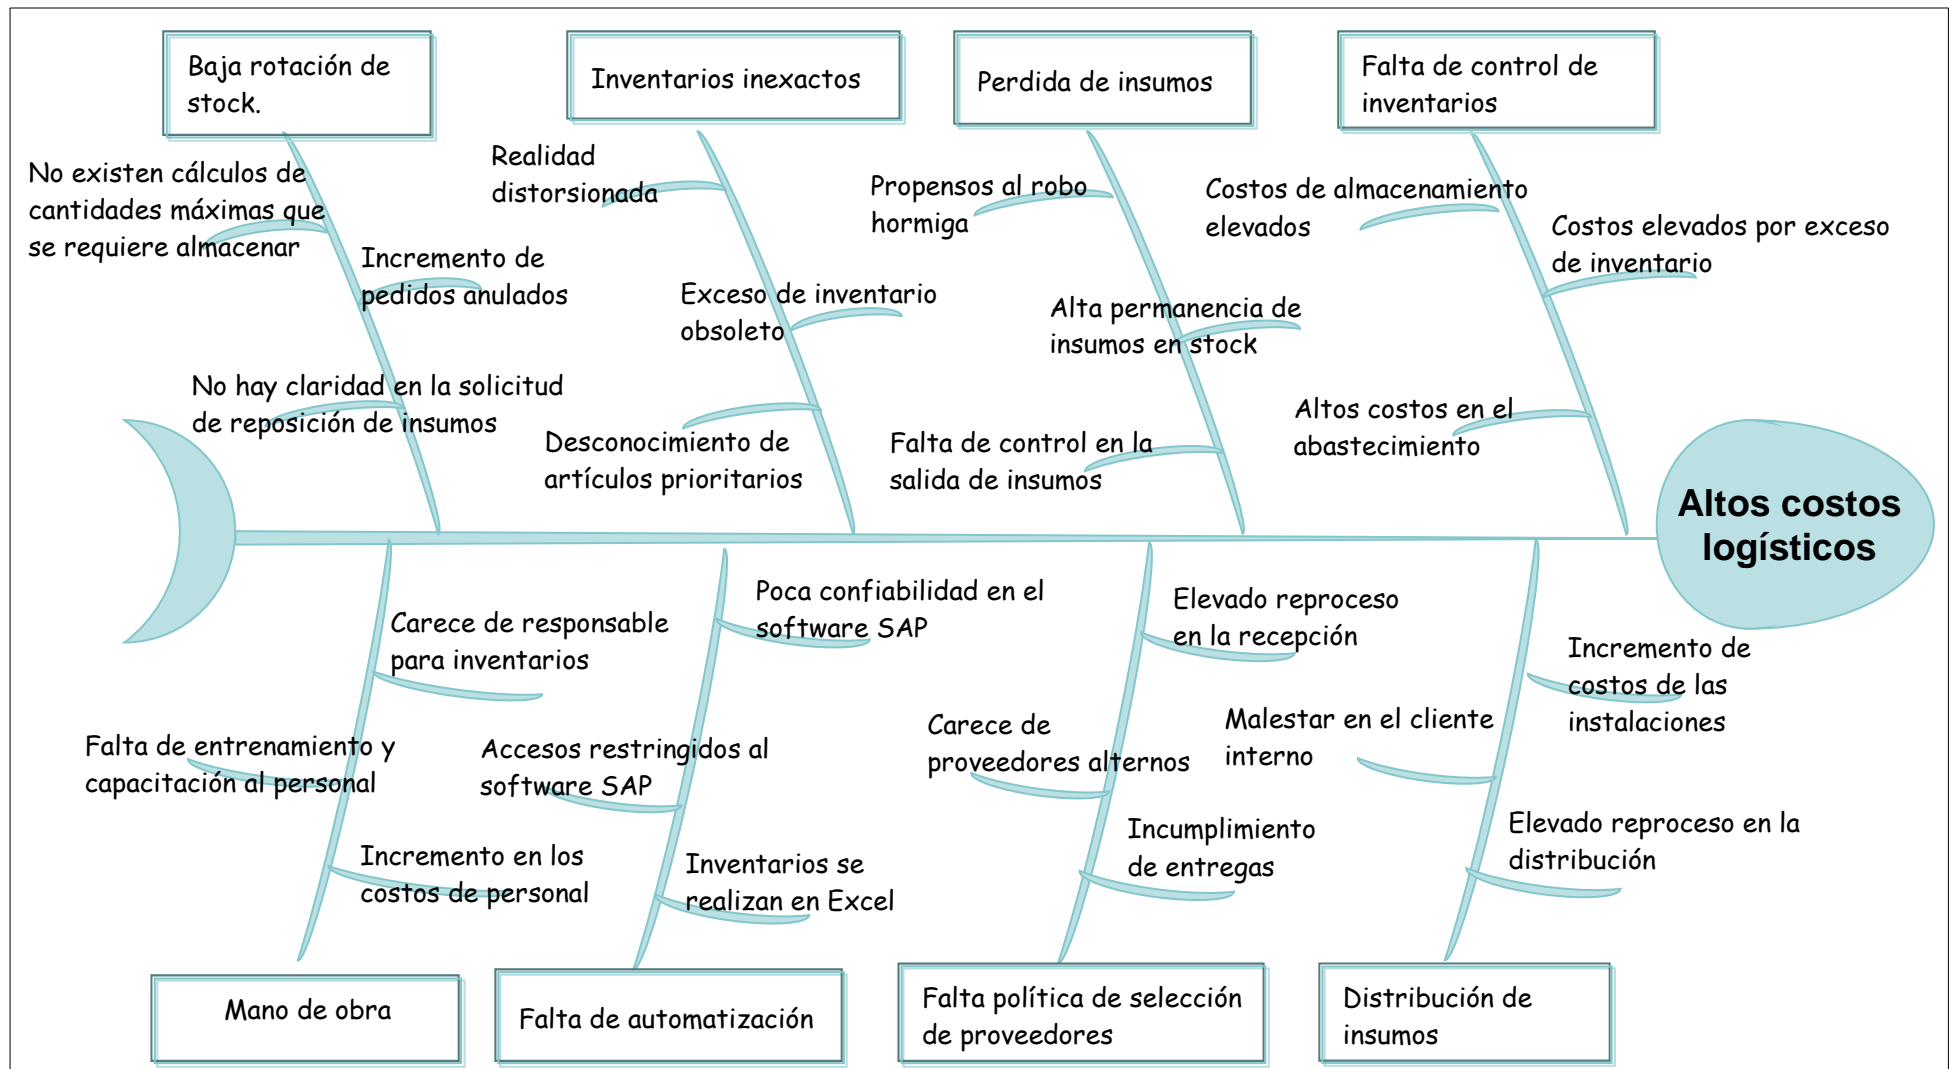 Baja rotación de
stock.
No existen cálculos de
cantidades máximas que
se requiere almacenar
Incremento de
pedidos anulados
No hay claridad en la solicitud
de reposición de insumos
Inventarios inexactos
Realidad
distorsionada
Exceso de inventario
obsoleto
Desconocimiento de
artículos prioritarios
Perdida de insumos
Propensos al robo
hormiga
Alta permanencia de
insumos en stock
Falta de control en la
salida de insumos
Falta de control de
inventarios
Costos de almacenamiento
elevados
Costos elevados por exceso
de inventario
Altos costos en el
abastecimiento
Altos costos
logísticos
Carece de responsable
para inventarios
Falta de entrenamiento y
capacitación al personal
Incremento en los
costos de personal
Mano de obra
Poca confiabilidad en el
software SAP
Accesos restringidos al
software SAP
Inventarios se
realizan en Excel
Falta de automatización
Elevado reproceso
en la recepción
Carece de
proveedores alternos
Incumplimiento
de entregas
Falta política de selección
de proveedores
Incremento de
costos de las
instalaciones
Malestar en el cliente
interno
Elevado reproceso en la
distribución
Distribución de
insumos